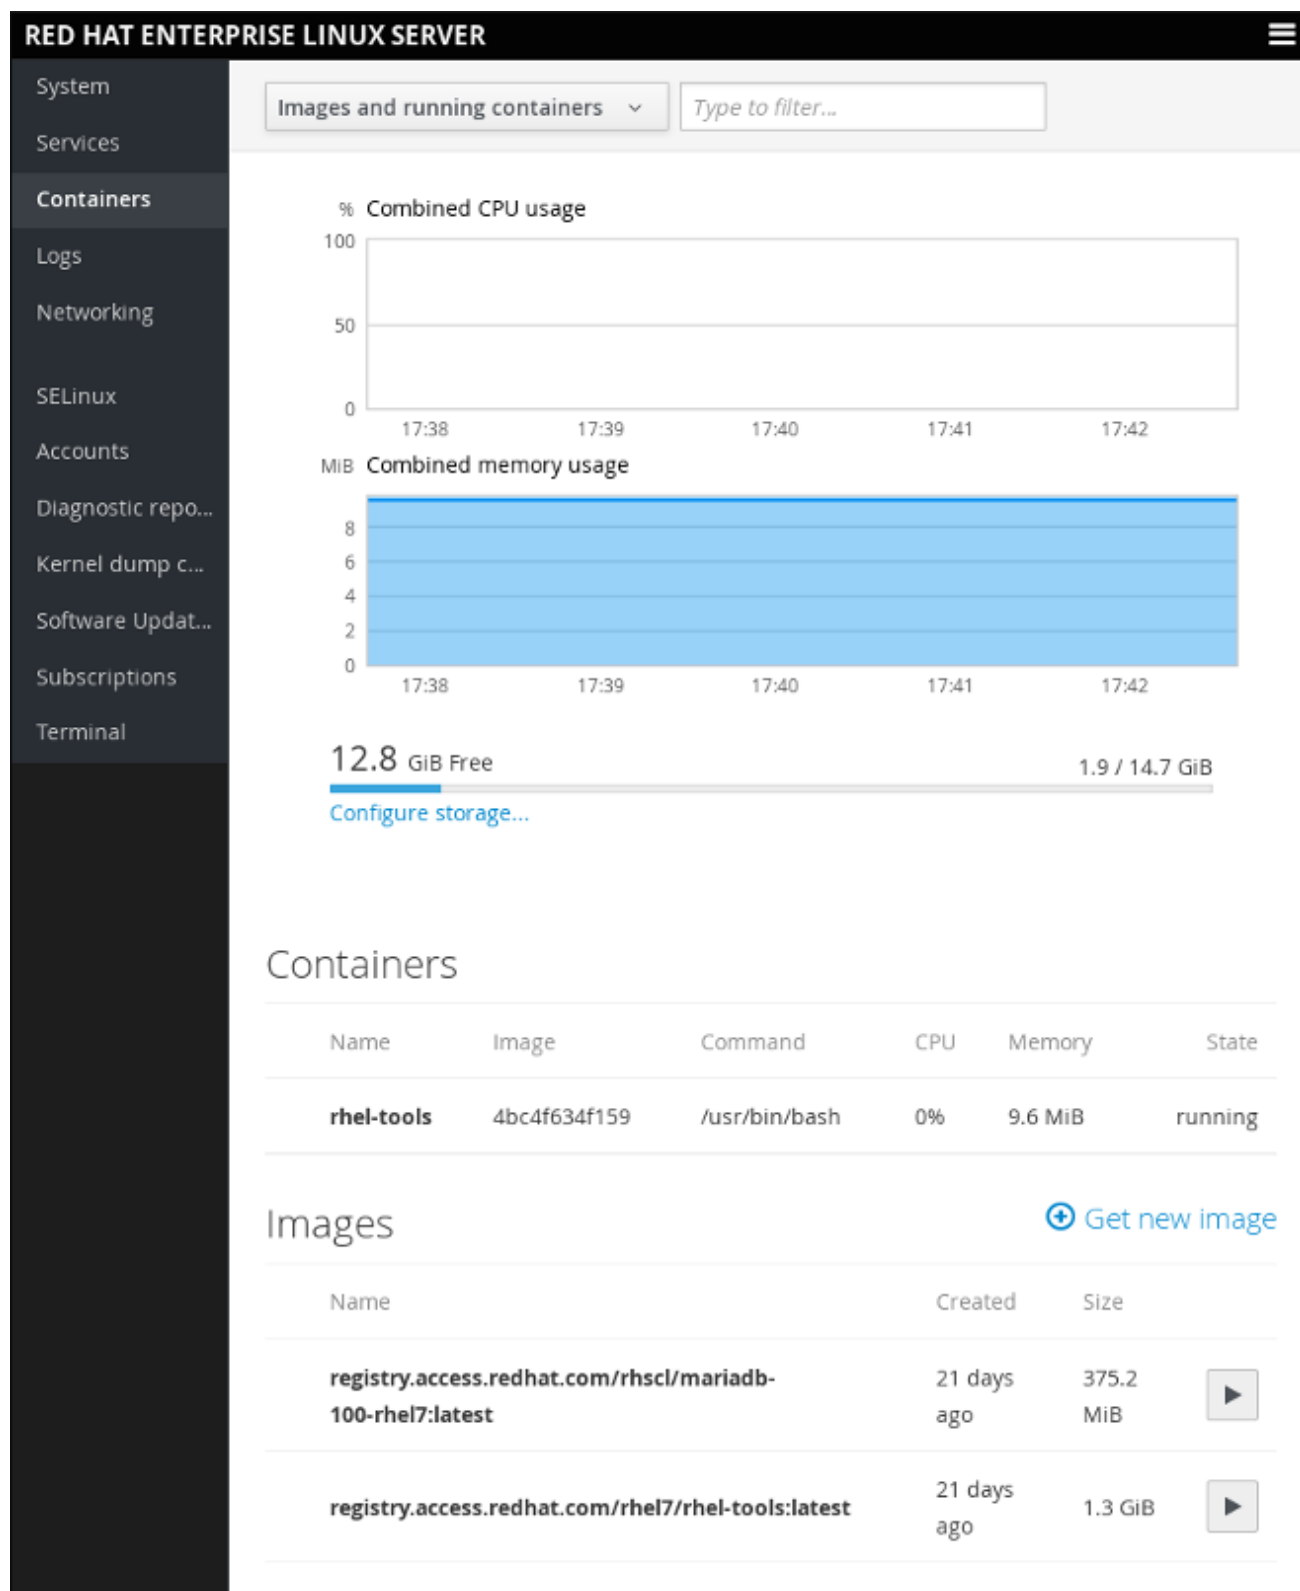 RED HAT ENTERPRISE LINUX SERVER
System
Services
Containers
Logs
Networking
SELinux
Accounts
Diagnostic repo...
Kernel dump c...
Software Updat...
Subscriptions
Terminal
Images and running containers
Type to filter...
% Combined CPU usage
100
50
0
17:38 17:39 17:40 17:41 17:42
MiB Combined memory usage
8
6
4
2
0
17:38 17:39 17:40 17:41 17:42
12.8 GiB Free
1.9 / 14.7 GiB
Configure storage...
Containers
Name Image Command CPU Memory State
rhel-tools 4bc4f634f159 /usr/bin/bash 0% 9.6 MiB running
Images
Get new image
Name Created Size
registry.access.redhat.com/rhscl/mariadb-
100-rhel7:latest
21 days
ago
375.2
MiB
registry.access.redhat.com/rhel7/rhel-tools:latest
21 days
ago
1.3 GiB